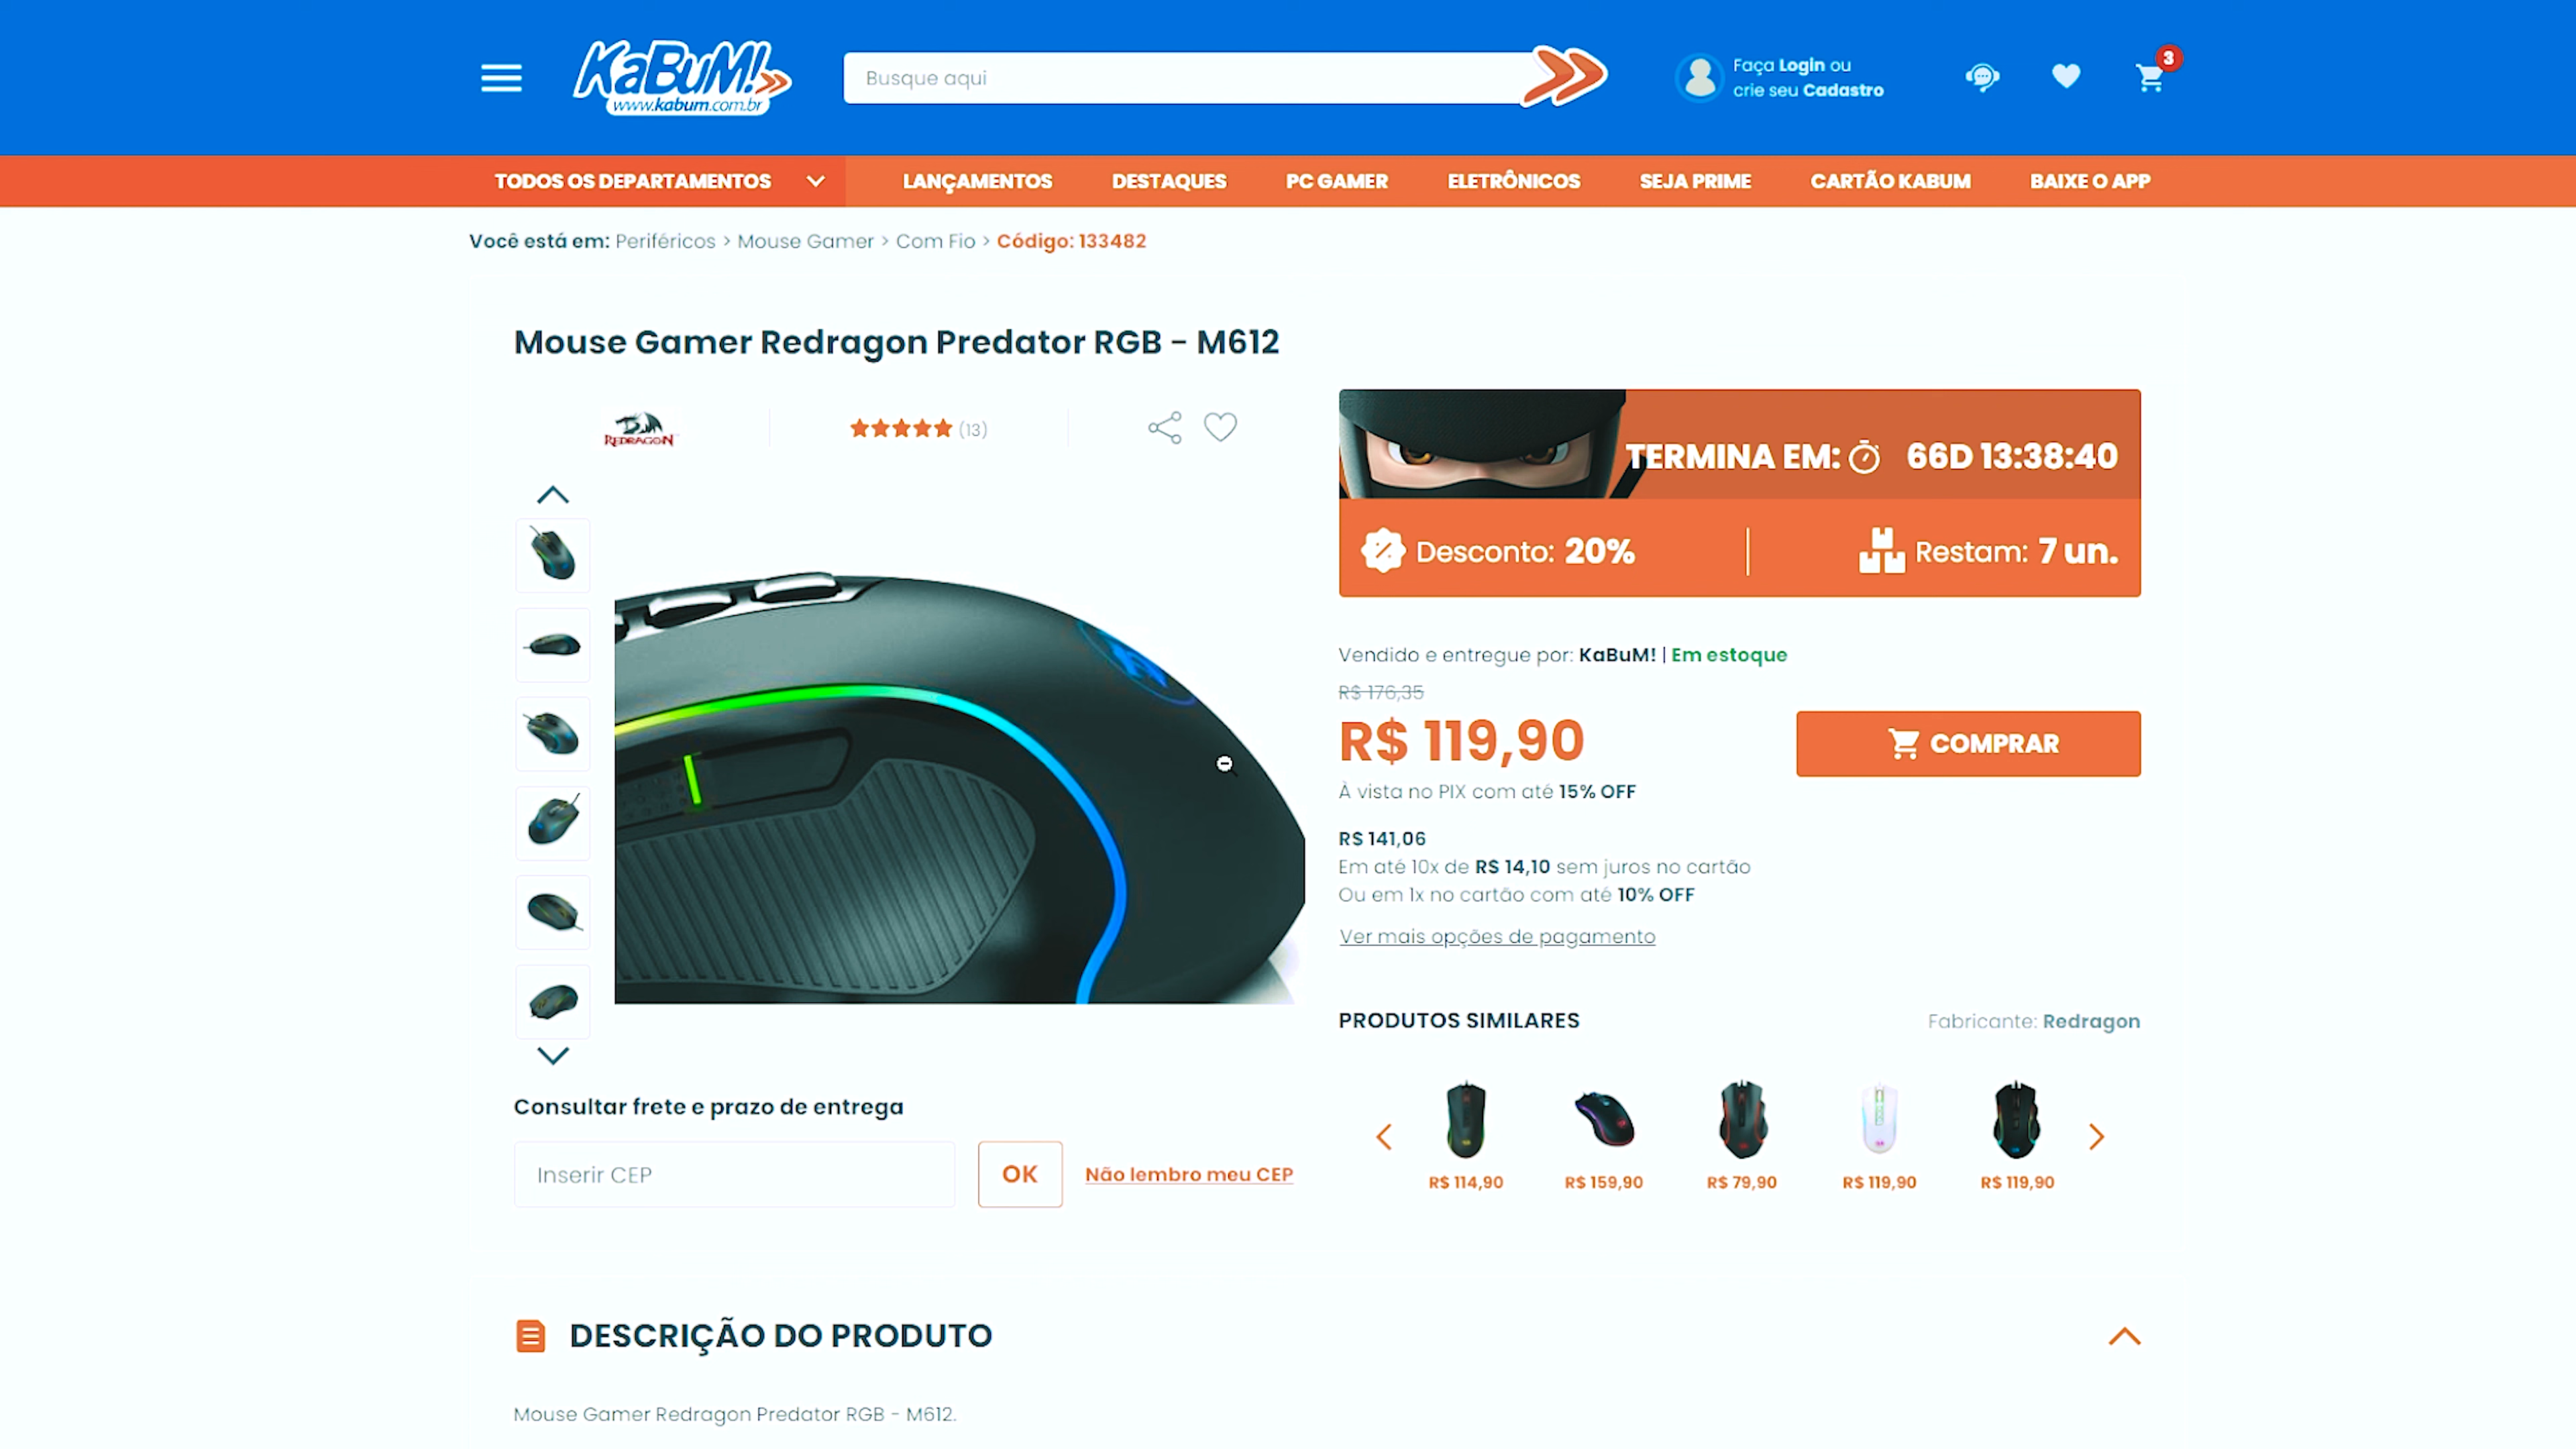 KaBuM!
www.kabum.com.br
Busque aqui
Faça Login ou
crie seu Cadastro
3
TODOS OS DEPARTAMENTOS
LANÇAMENTOS
DESTAQUES
PC GAMER
ELETRÔNICOS
SEJA PRIME
CARTÃO KABUM
BAIXE O APP
Você está em: Periféricos > Mouse Gamer > Com Fio > Código: 133482
Mouse Gamer Redragon Predator RGB - M612
REDRAGON
(13)
TERMINA EM: 66D 13:38:40
Desconto: 20%
Restam: 7 un.
Vendido e entregue por: KaBuM! | Em estoque
R$ 176,35
R$ 119,90
COMPRAR
À vista no PIX com até 15% OFF
R$ 141,06
Em até 10x de R$ 14,10 sem juros no cartão
Ou em 1x no cartão com até 10% OFF
Ver mais opções de pagamento
PRODUTOS SIMILARES
Fabricante: Redragon
R$ 114,90
R$ 159,90
R$ 79,90
R$ 119,90
R$ 119,90
Consultar frete e prazo de entrega
Inserir CEP
OK
Não lembro meu CEP
DESCRIÇÃO DO PRODUTO
Mouse Gamer Redragon Predator RGB - M612.